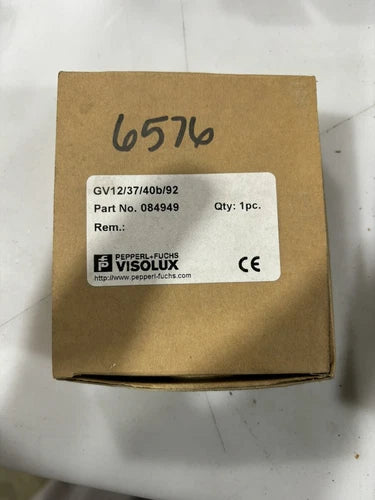 6576
GV12/37/40b/92
Part No. 084949 Qty: 1pc.
Rem.:
PEPPERL+FUCHS
VISOLUX
CE
http://www.pepperl-fuchs.com